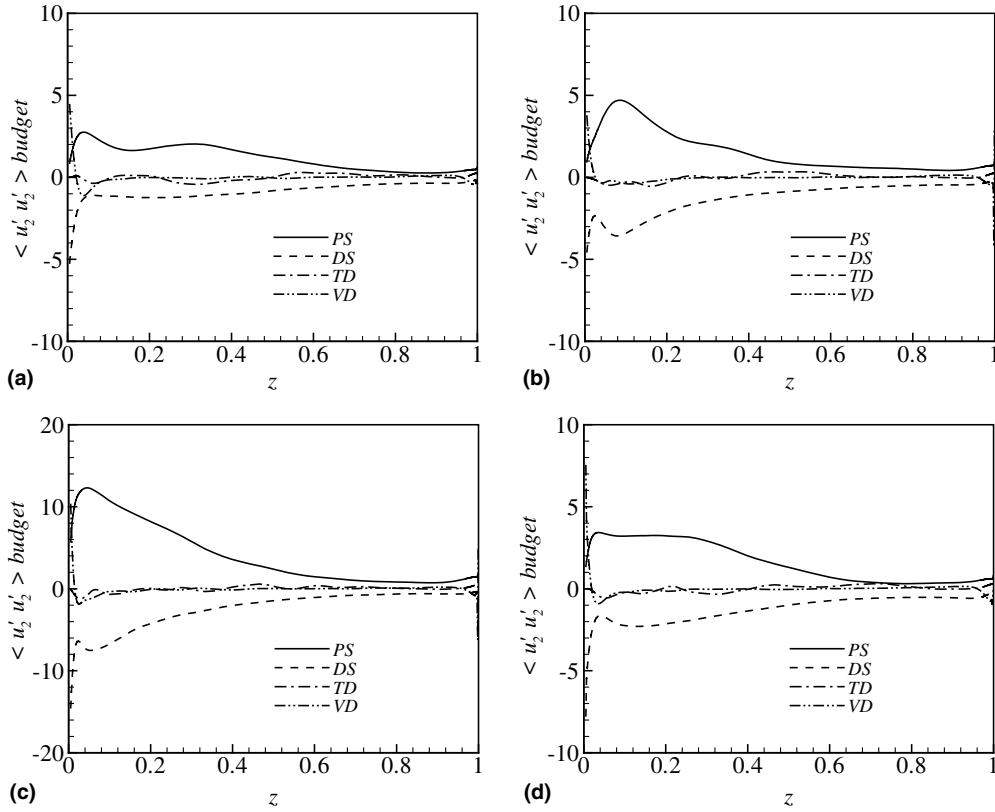 10
5
0
-5
-10
< u′₂ u′₂ > budget
PS
DS
TD
VD
0 0.2 0.4 0.6 0.8 1
z
(a)
10
5
0
-5
-10
< u′₂ u′₂ > budget
PS
DS
TD
VD
0 0.2 0.4 0.6 0.8 1
z
(b)
20
10
0
-10
-20
< u′₂ u′₂ > budget
PS
DS
TD
VD
0 0.2 0.4 0.6 0.8 1
z
(c)
10
5
0
-5
-10
< u′₂ u′₂ > budget
PS
DS
TD
VD
0 0.2 0.4 0.6 0.8 1
z
(d)